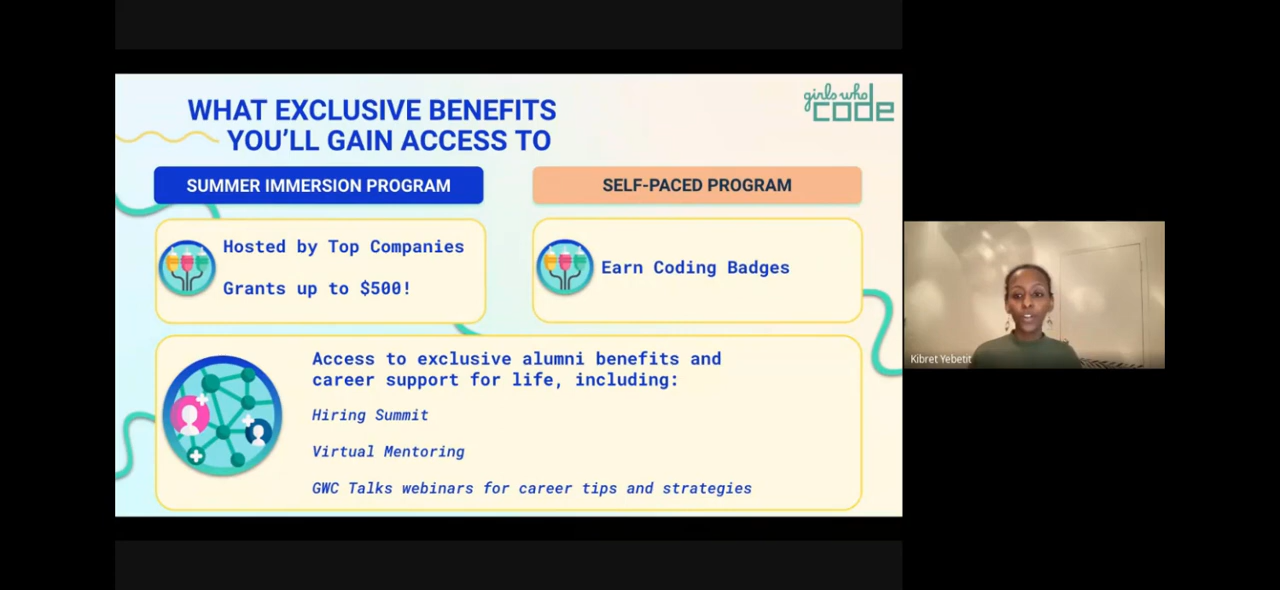 WHAT EXCLUSIVE BENEFITS
YOU'LL GAIN ACCESS TO
girls who
code
SUMMER IMMERSION PROGRAM
SELF-PACED PROGRAM
Hosted by Top Companies
Grants up to $500!
Earn Coding Badges
Access to exclusive alumni benefits and
career support for life, including:
Hiring Summit
Virtual Mentoring
GWC Talks webinars for career tips and strategies
Kibret Yebetit